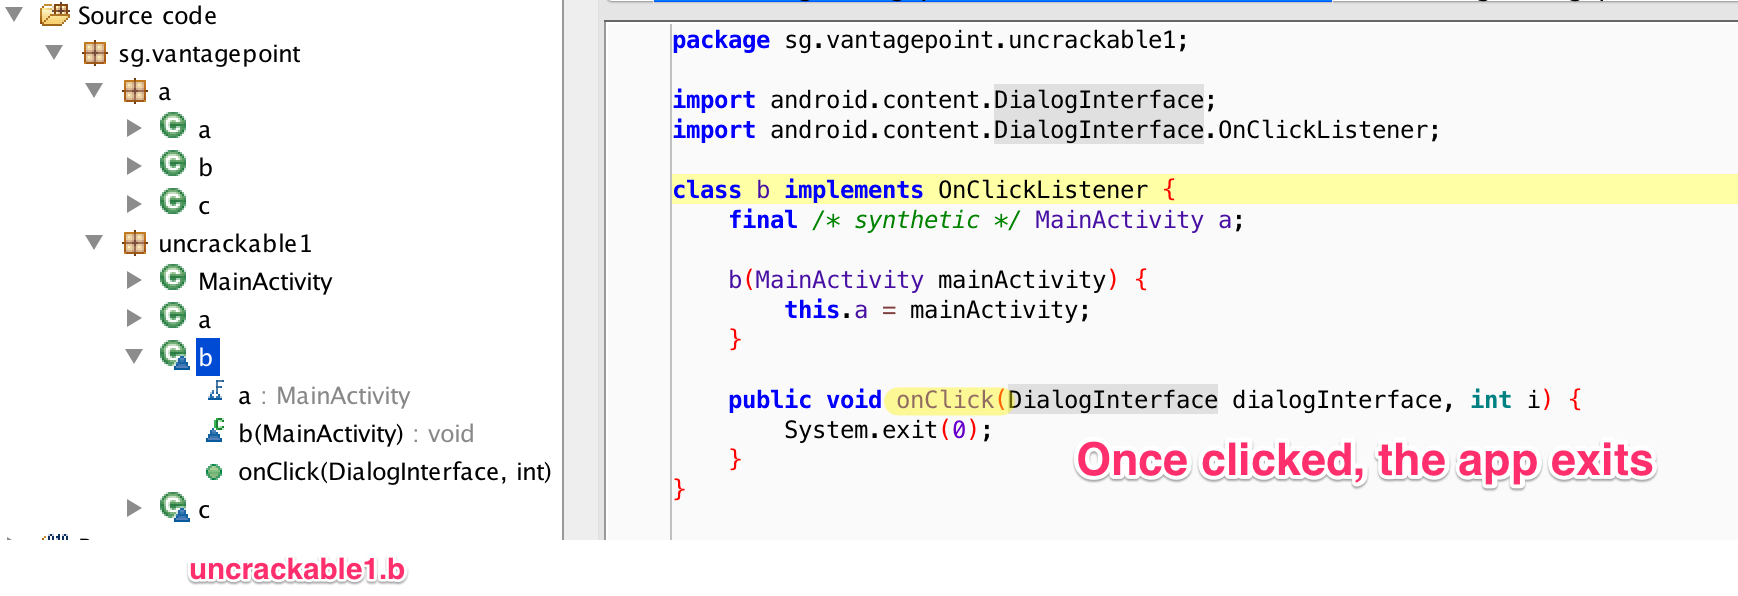 Source code
sg.vantagepoint
a
a
b
c
uncrackable1
MainActivity
a
b
a : MainActivity
b(MainActivity) : void
onClick(DialogInterface, int)
c
uncrackable1.b
package sg.vantagepoint.uncrackable1;
import android.content.DialogInterface;
import android.content.DialogInterface.OnClickListener;
class b implements OnClickListener {
final /* synthetic */ MainActivity a;
b(MainActivity mainActivity) {
this.a = mainActivity;
}
public void onClick(DialogInterface dialogInterface, int i) {
System.exit(0);
}
}
Once clicked, the app exits